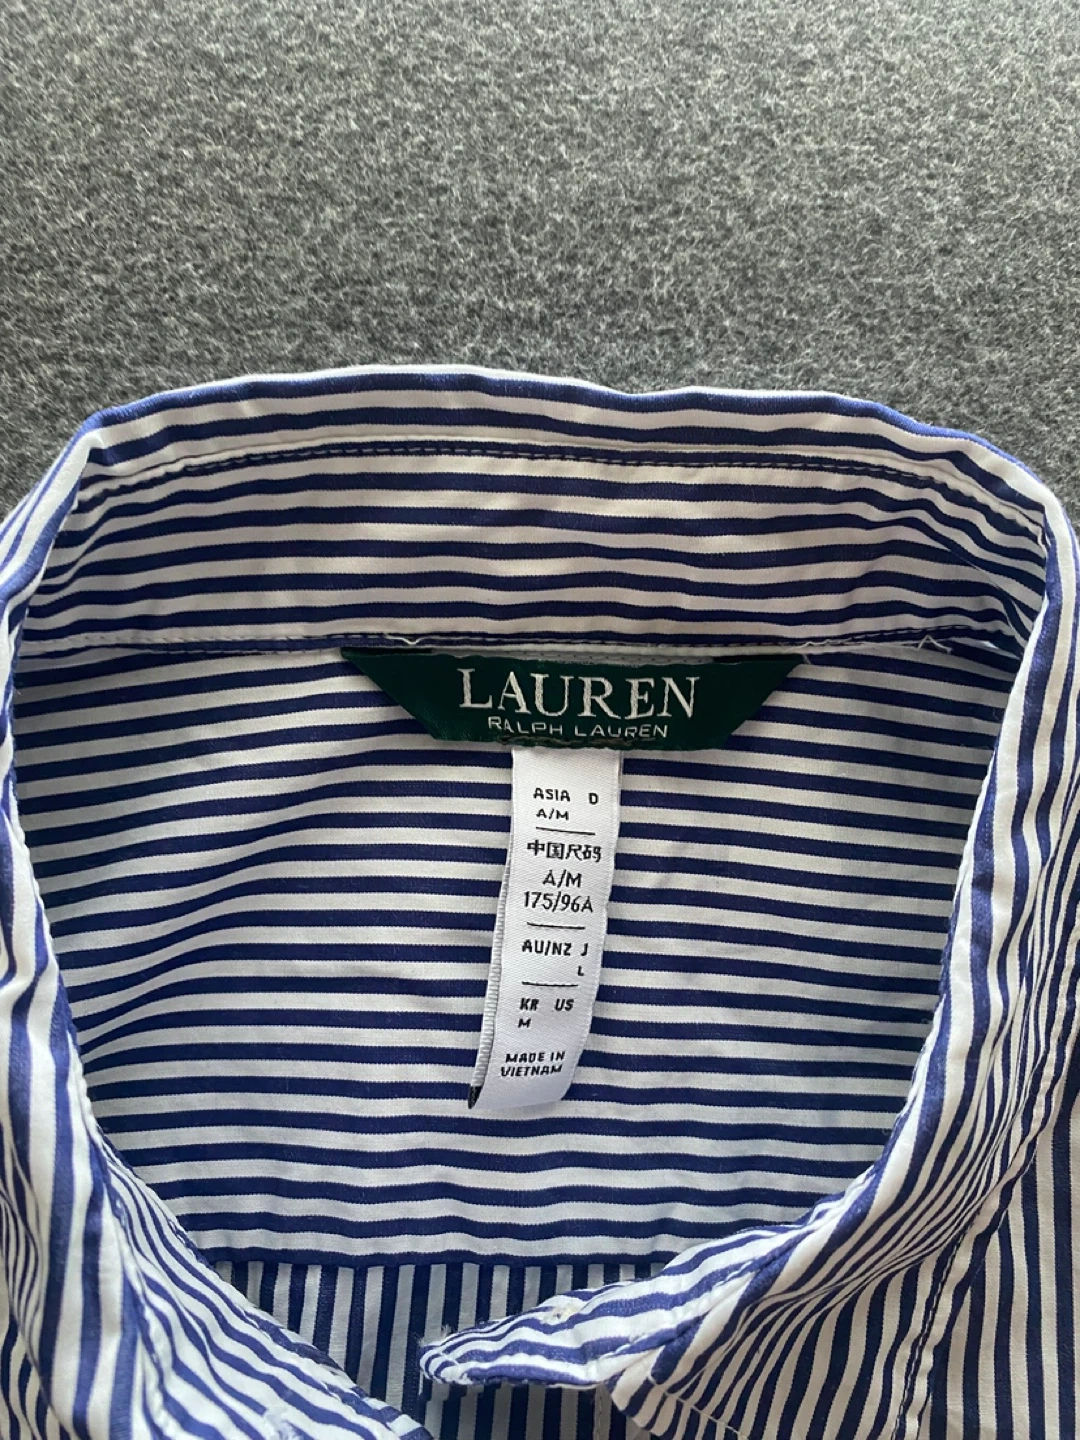 LAUREN
RALPH LAUREN
ASIA D
A/M
中国尺码
A/M
175/96A
AU/NZ J
L
KR US
M
MADE IN
VIETNAM